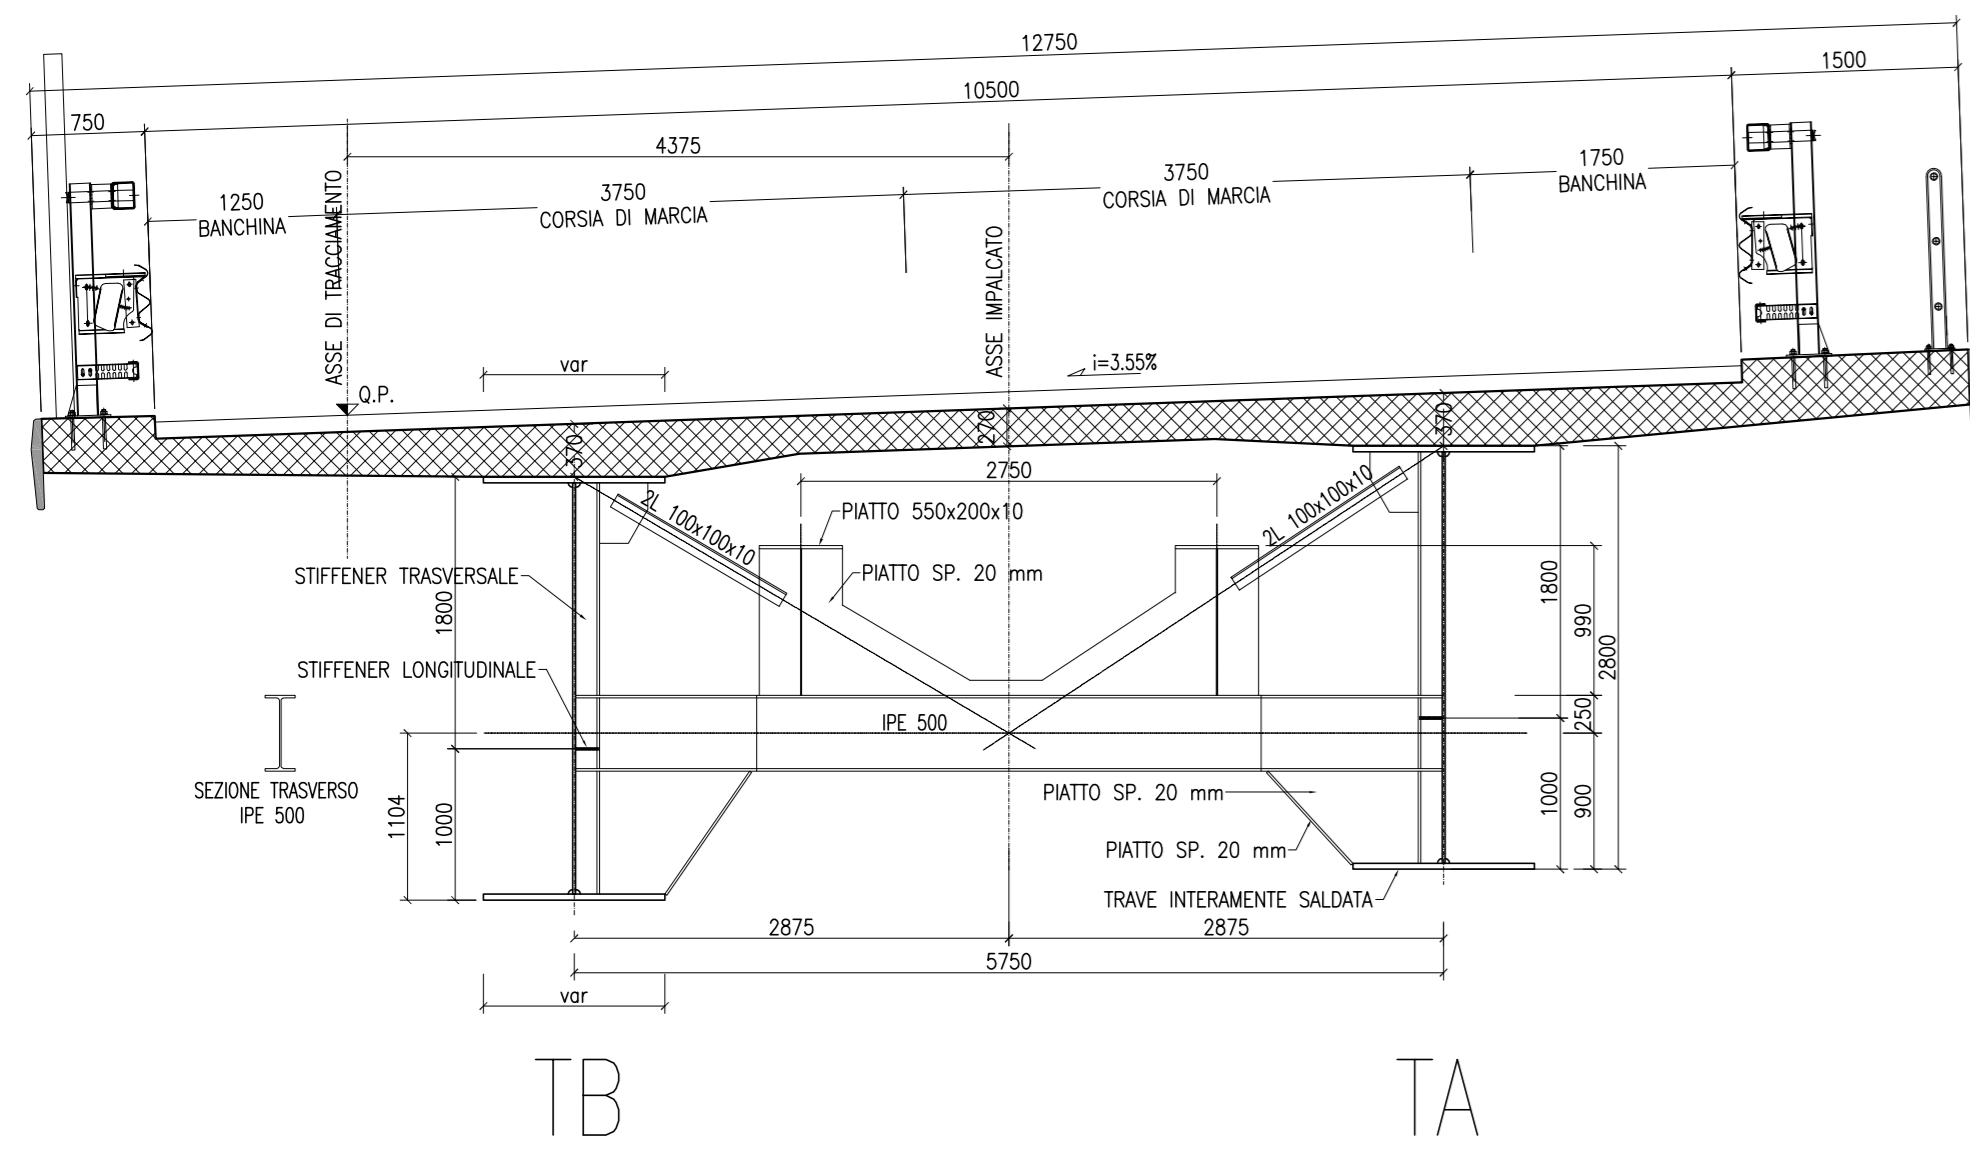 12750
1500
10500
750
4375
1750
BANCHINA
3750
CORSIA DI MARCIA
3750
CORSIA DI MARCIA
1250
BANCHINA
ASSE DI TRACCIAMENTO
ASSE IMPALCATO
var
i=3.55%
Q.P.
370
270
370
2750
2L 100x100x10
2L 100x100x10
PIATTO 550x200x10
PIATTO SP. 20 mm
STIFFENER TRASVERSALE
1800
1800
990
2800
STIFFENER LONGITUDINALE
IPE 500
250
SEZIONE TRASVERSO
IPE 500
1104
1000
PIATTO SP. 20 mm
1000
900
PIATTO SP. 20 mm
TRAVE INTERAMENTE SALDATA
2875
2875
5750
var
TB
TA